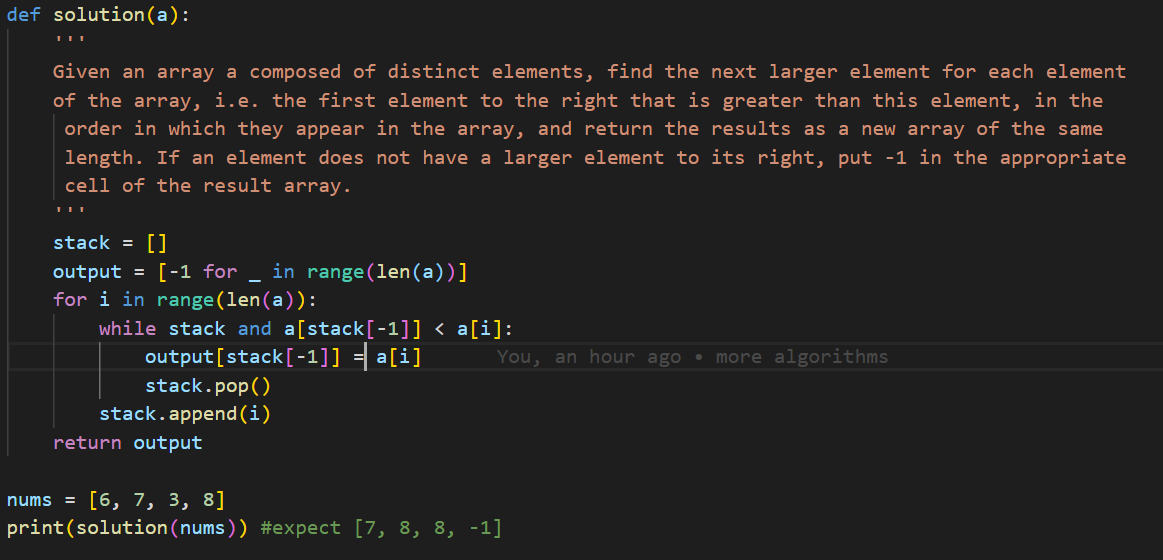 def solution(a):
    '''
    Given an array a composed of distinct elements, find the next larger element for each element
    of the array, i.e. the first element to the right that is greater than this element, in the
     order in which they appear in the array, and return the results as a new array of the same
     length. If an element does not have a larger element to its right, put -1 in the appropriate
     cell of the result array.
    '''
    stack = []
    output = [-1 for _ in range(len(a))]
    for i in range(len(a)):
        while stack and a[stack[-1]] < a[i]:
            output[stack[-1]] = a[i]      You, an hour ago • more algorithms
            stack.pop()
        stack.append(i)
    return output

nums = [6, 7, 3, 8]
print(solution(nums)) #expect [7, 8, 8, -1]